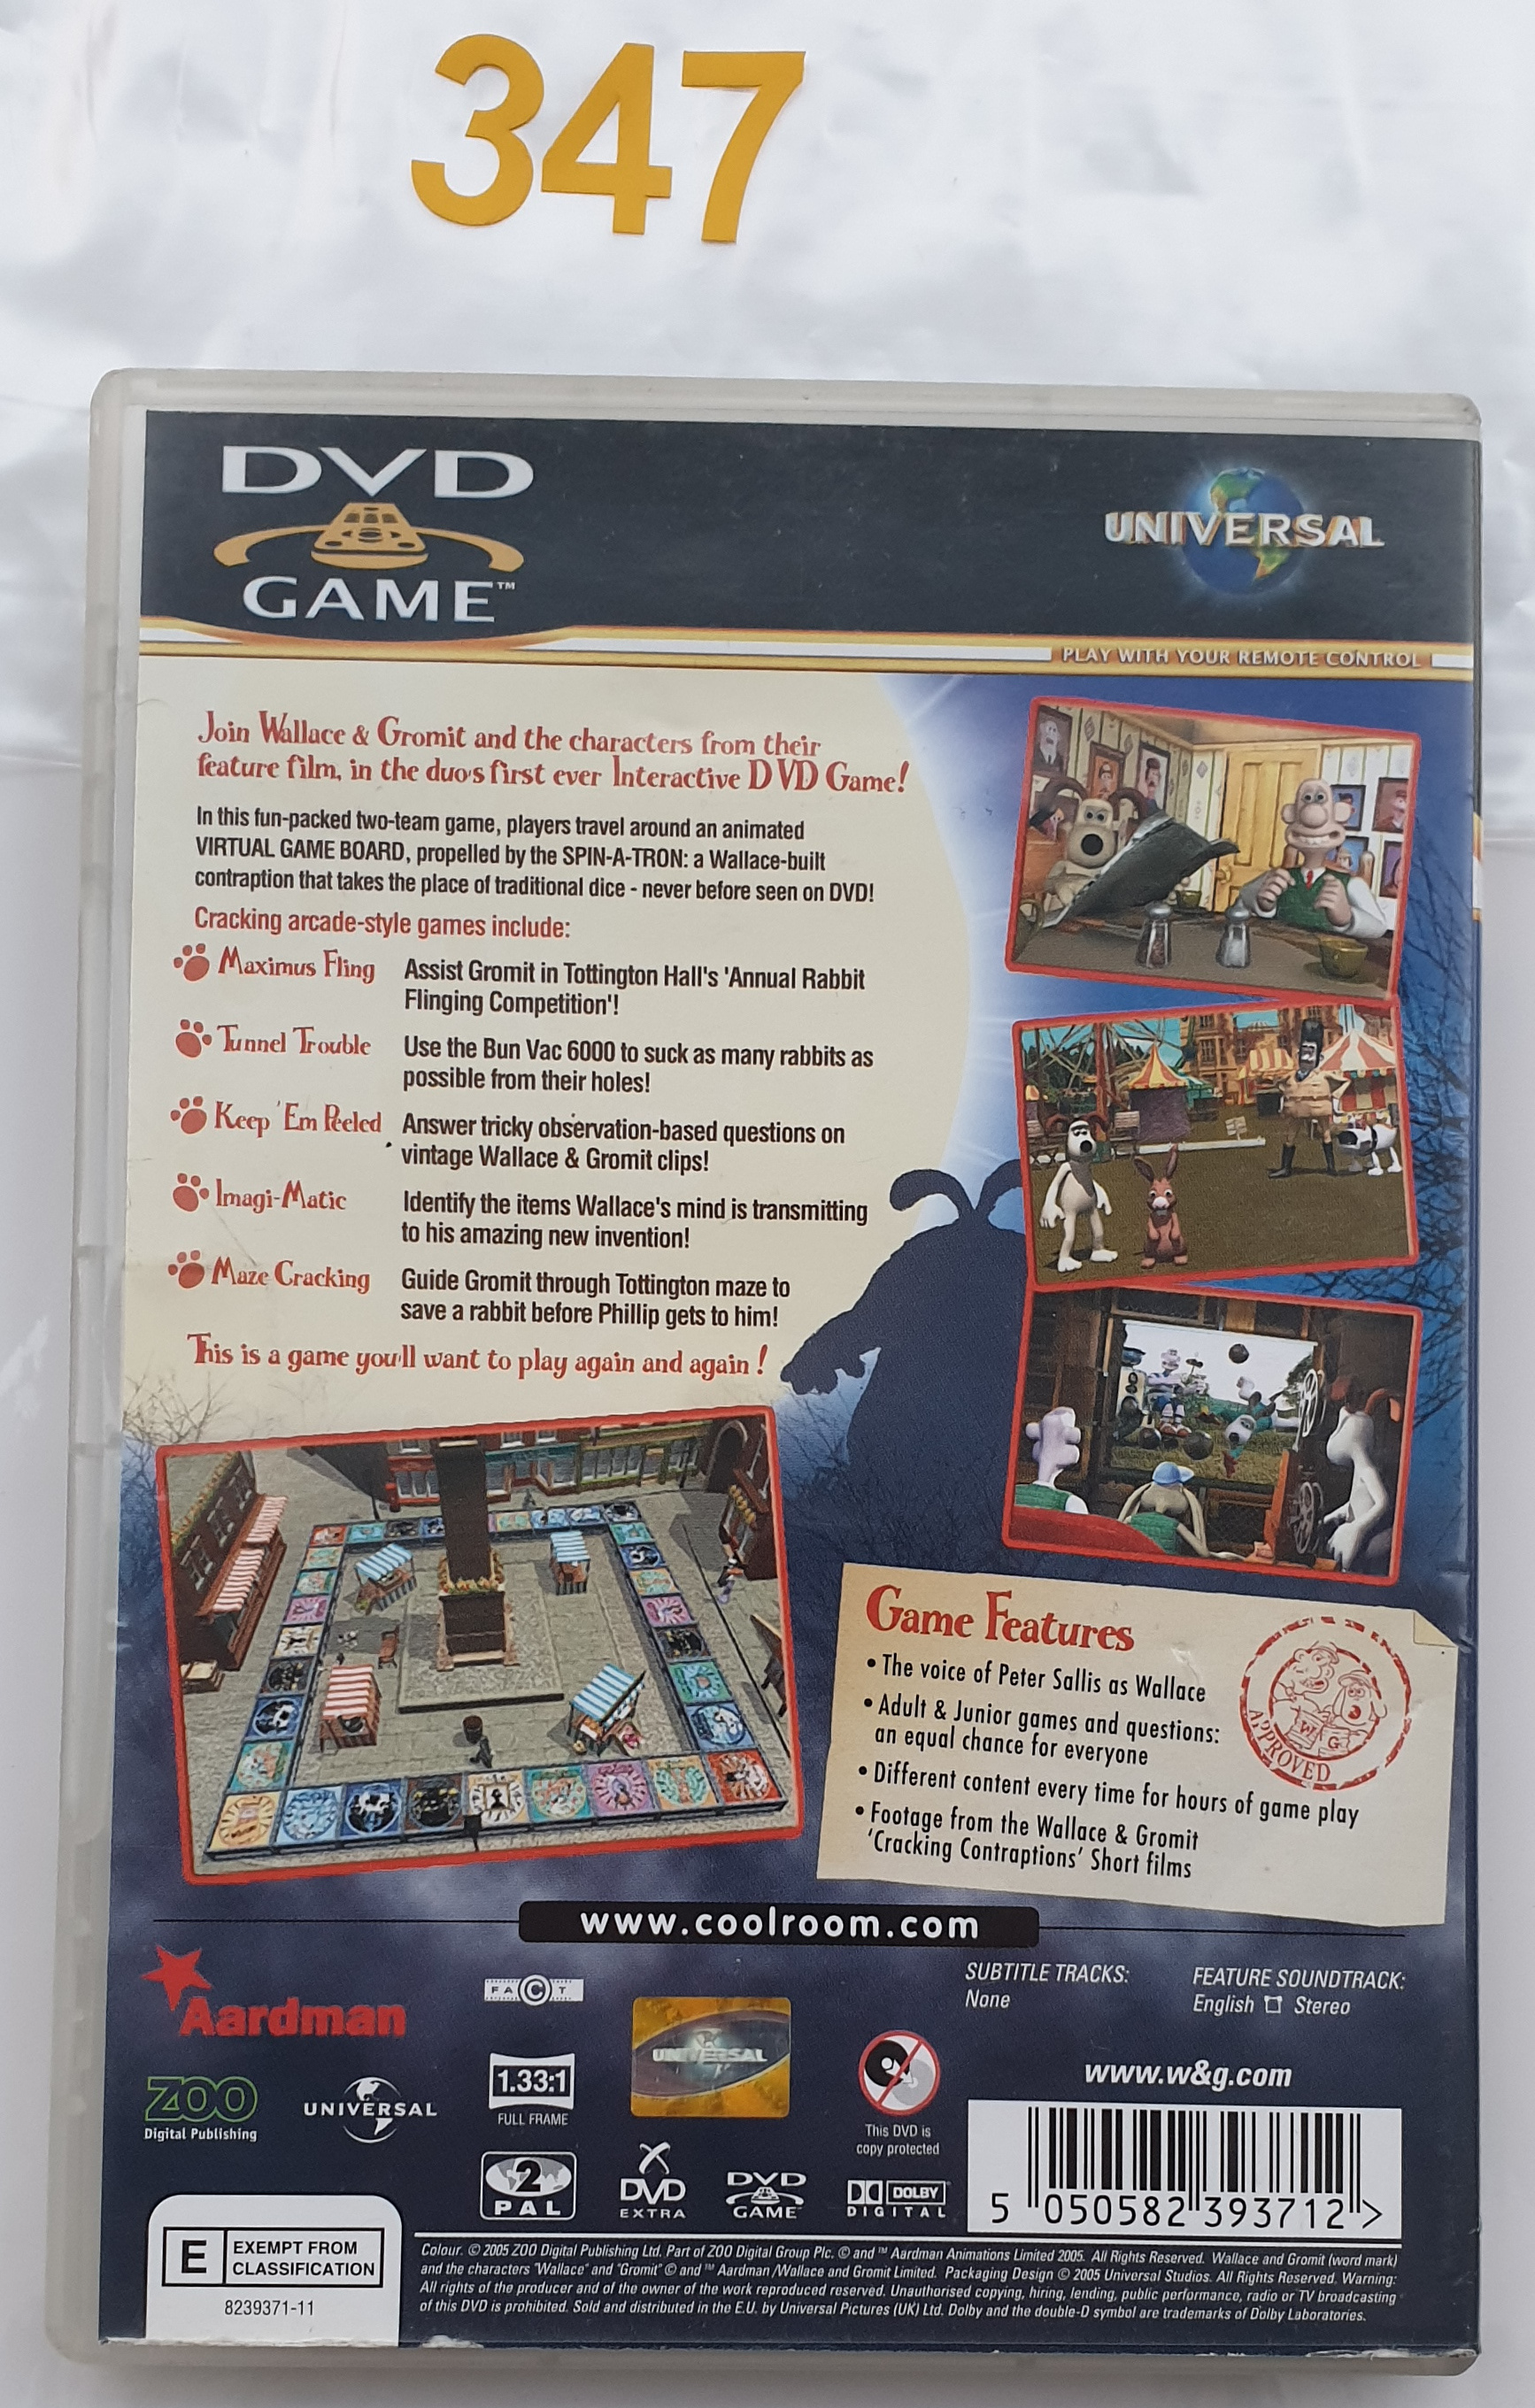 347
DVD
GAME™
UNIVERSAL
PLAY WITH YOUR REMOTE CONTROL
Join Wallace & Gromit and the characters from their
feature film, in the duo's first ever Interactive DVD Game!
In this fun-packed two-team game, players travel around an animated
VIRTUAL GAME BOARD, propelled by the SPIN-A-TRON: a Wallace-built
contraption that takes the place of traditional dice - never before seen on DVD!
Cracking arcade-style games include:
Maximus Fling
Assist Gromit in Tottington Hall's 'Annual Rabbit
Flinging Competition'!
Tunnel Trouble
Use the Bun Vac 6000 to suck as many rabbits as
possible from their holes!
Keep 'Em Peeled
Answer tricky observation-based questions on
vintage Wallace & Gromit clips!
Imagi-Matic
Identify the items Wallace's mind is transmitting
to his amazing new invention!
Maze Cracking
Guide Gromit through Tottington maze to
save a rabbit before Phillip gets to him!
This is a game you'll want to play again and again!
Game Features
• The voice of Peter Sallis as Wallace
• Adult & Junior games and questions:
an equal chance for everyone
• Different content every time for hours of game play
• Footage from the Wallace & Gromit
'Cracking Contraptions' Short films
W G
APPROVED
www.coolroom.com
Aardman
FACT
SUBTITLE TRACKS:
None
FEATURE SOUNDTRACK:
English Stereo
UNIVERSAL
ZOO
Digital Publishing
UNIVERSAL
1.33:1
FULL FRAME
This DVD is
copy protected
www.w&g.com
2
PAL
DVD
EXTRA
DVD
GAME
DOLBY
DIGITAL
5 050582 393712 >
E
EXEMPT FROM
CLASSIFICATION
8239371-11
Colour. © 2005 ZOO Digital Publishing Ltd. Part of ZOO Digital Group Plc. © and ™ Aardman Animations Limited 2005. All Rights Reserved. Wallace and Gromit (word mark)
and the characters "Wallace" and "Gromit" © and ™ Aardman /Wallace and Gromit Limited. Packaging Design © 2005 Universal Studios. All Rights Reserved. Warning:
All rights of the producer and of the owner of the work reproduced reserved. Unauthorised copying, hiring, lending, public performance, radio or TV broadcasting
of this DVD is prohibited. Sold and distributed in the E.U. by Universal Pictures (UK) Ltd. Dolby and the double-D symbol are trademarks of Dolby Laboratories.